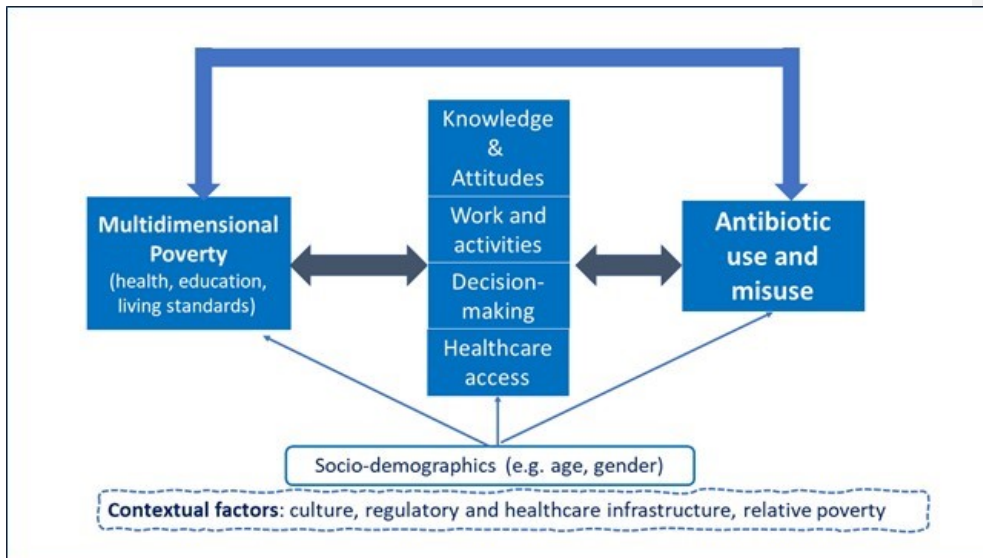 Knowledge
&
Attitudes
Work and
activities
Decision-
making
Healthcare
access
Multidimensional
Poverty
(health, education,
living standards)
Antibiotic
use and
misuse
Socio-demographics (e.g. age, gender)
Contextual factors: culture, regulatory and healthcare infrastructure, relative poverty